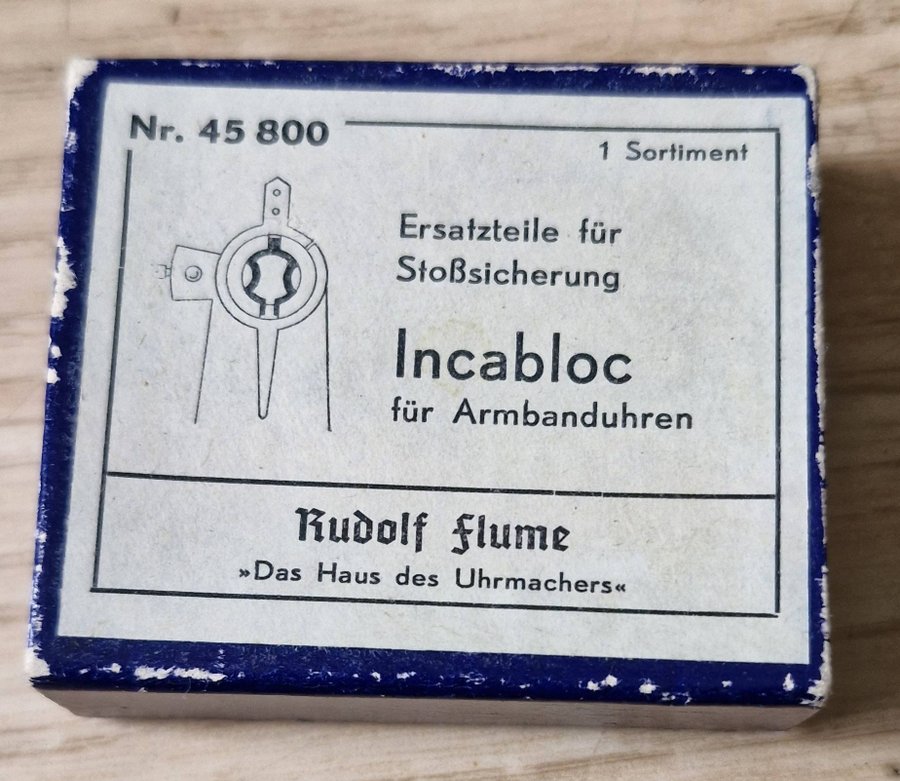 Nr. 45 800
1 Sortiment
Ersatzteile für
Stoßsicherung
Incabloc
für Armbanduhren
Rudolf Flume
»Das Haus des Uhrmachers«